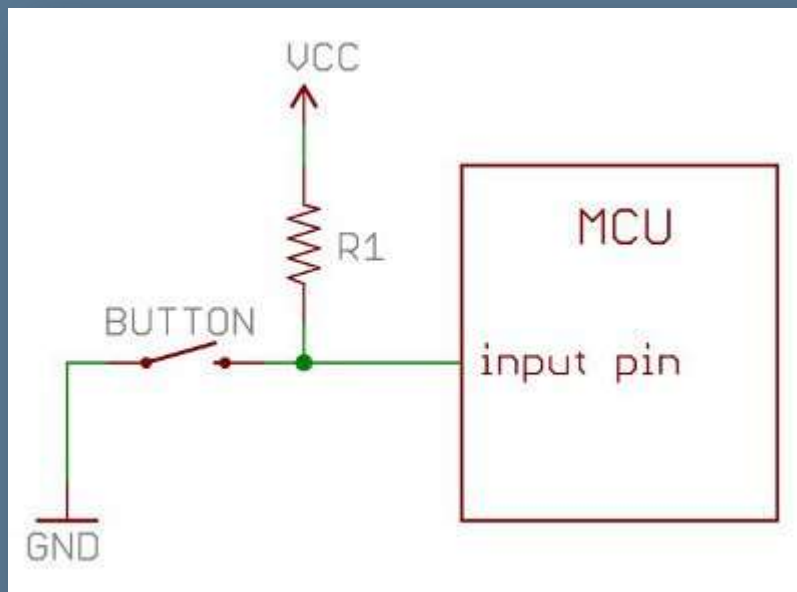 VCC
R1
MCU
BUTTON
input pin
GND